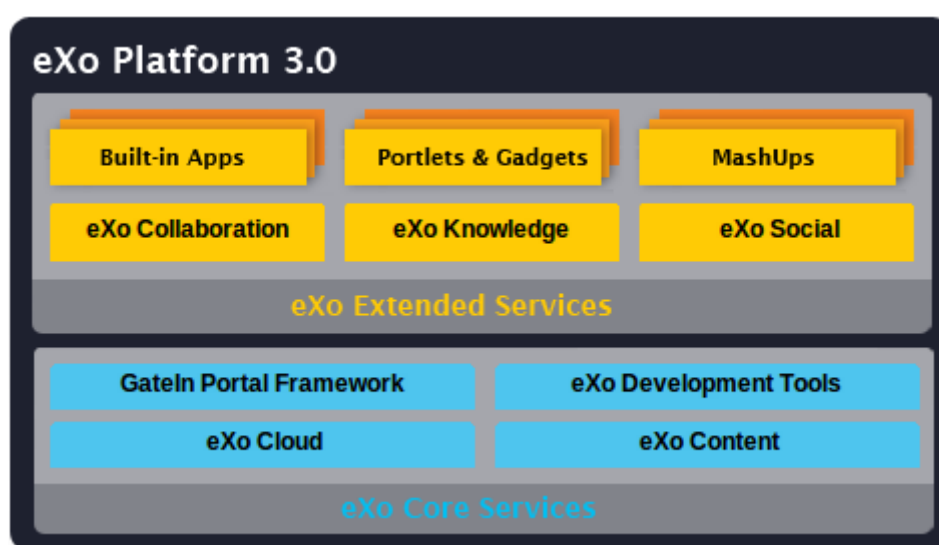 eXo Platform 3.0
Built-in Apps
Portlets & Gadgets
MashUps
eXo Collaboration
eXo Knowledge
eXo Social
eXo Extended Services
GateIn Portal Framework
eXo Development Tools
eXo Cloud
eXo Content
eXo Core Services